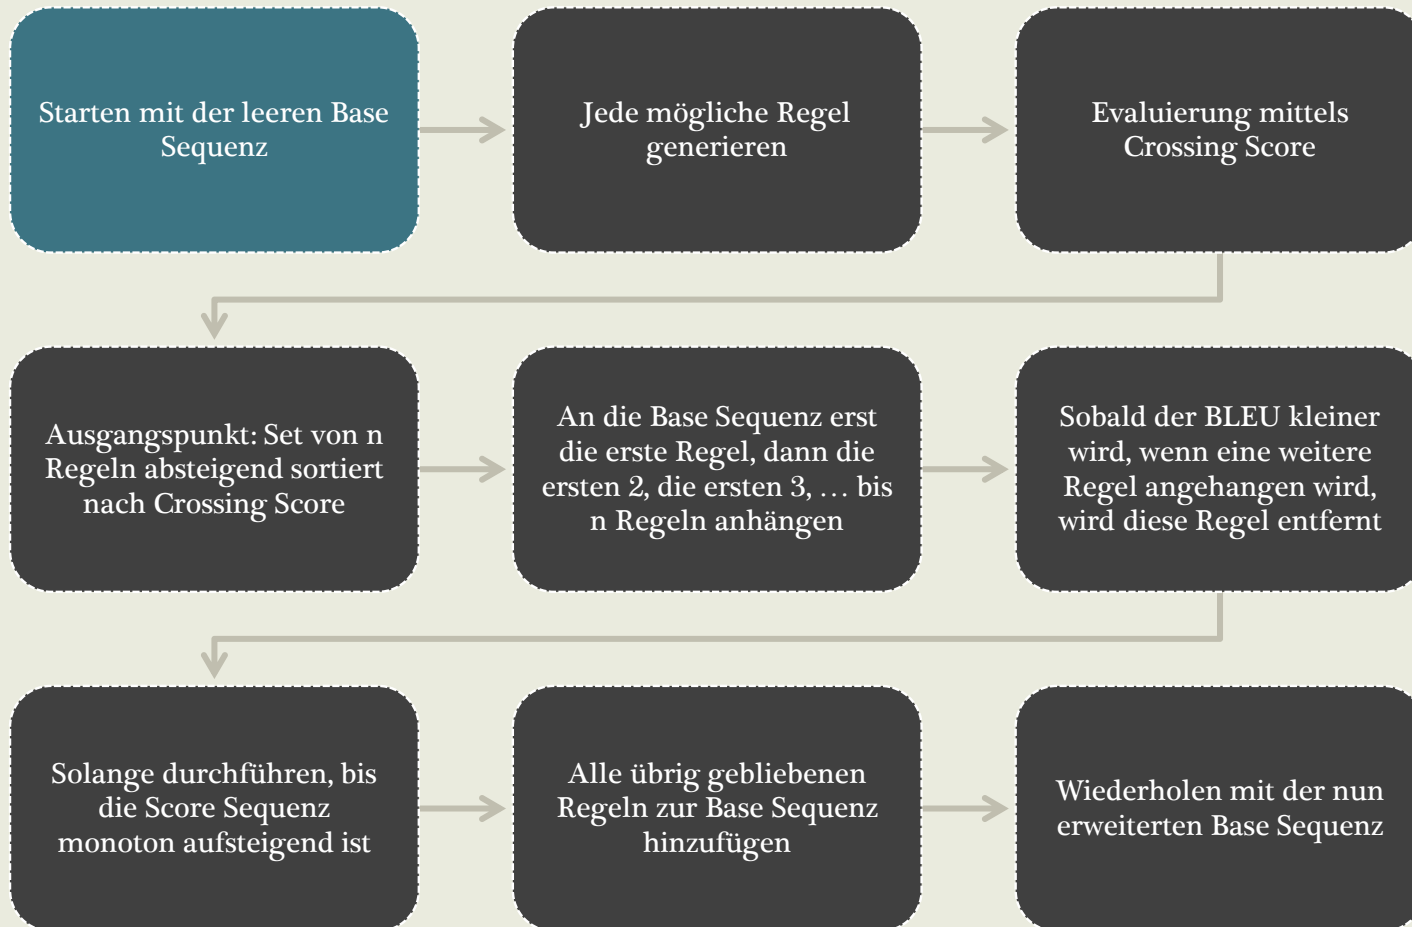 Starten mit der leeren Base
Sequenz
Jede mögliche Regel
generieren
Evaluierung mittels
Crossing Score
Ausgangspunkt: Set von n
Regeln absteigend sortiert
nach Crossing Score
An die Base Sequenz erst
die erste Regel, dann die
ersten 2, die ersten 3, … bis
n Regeln anhängen
Sobald der BLEU kleiner
wird, wenn eine weitere
Regel angehangen wird,
wird diese Regel entfernt
Solange durchführen, bis
die Score Sequenz
monoton aufsteigend ist
Alle übrig gebliebenen
Regeln zur Base Sequenz
hinzufügen
Wiederholen mit der nun
erweiterten Base Sequenz